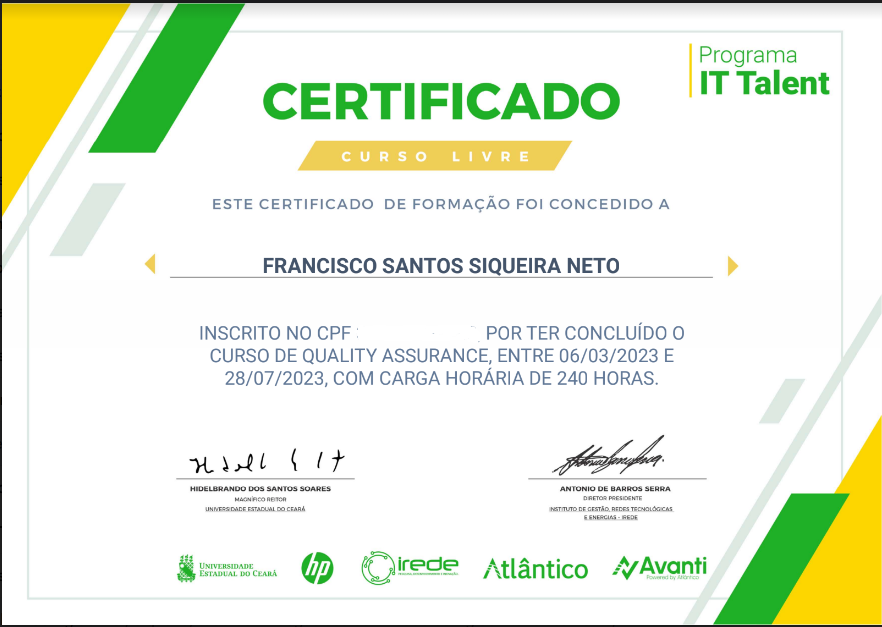 Programa
IT Talent
CERTIFICADO
CURSO LIVRE
ESTE CERTIFICADO DE FORMAÇÃO FOI CONCEDIDO A
FRANCISCO SANTOS SIQUEIRA NETO
INSCRITO NO CPF POR TER CONCLUÍDO O
CURSO DE QUALITY ASSURANCE, ENTRE 06/03/2023 E
28/07/2023, COM CARGA HORÁRIA DE 240 HORAS.
HIDELBRANDO DOS SANTOS SOARES
MAGNÍFICO REITOR
UNIVERSIDADE ESTADUAL DO CEARÁ
ANTONIO DE BARROS SERRA
DIRETOR PRESIDENTE
INSTITUTO DE GESTÃO, REDES TECNOLÓGICAS
E ENERGIAS - IREDE
UNIVERSIDADE
ESTADUAL DO CEARÁ
hp
irede
Atlântico
Avanti
Powered by Atlântico